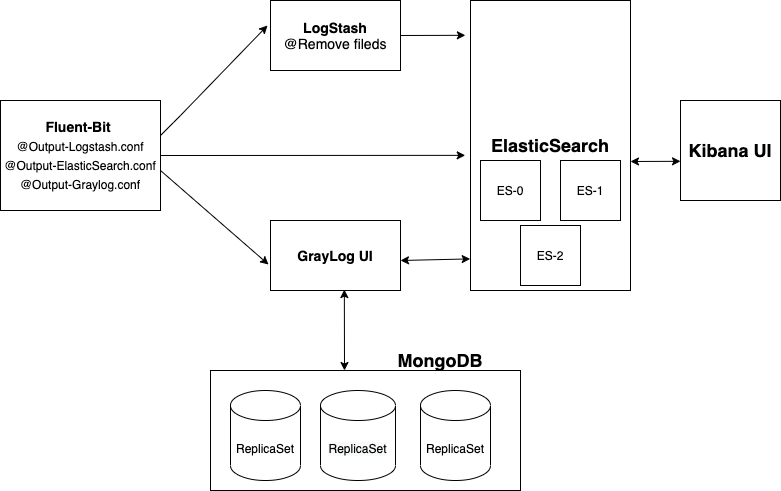 LogStash
@Remove fileds
Fluent-Bit
@Output-Logstash.conf
@Output-ElasticSearch.conf
@Output-Graylog.conf
ElasticSearch
ES-0
ES-1
ES-2
Kibana UI
GrayLog UI
MongoDB
ReplicaSet
ReplicaSet
ReplicaSet